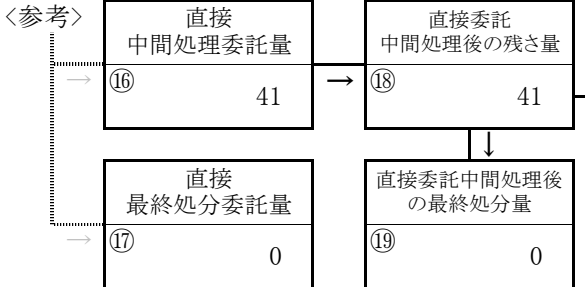 〈参考〉
直接
中間処理委託量
→
⑯
41
→
直接委託
中間処理後の残さ量
⑱
41
↓
直接
最終処分委託量
→
⑰
0
直接委託中間処理後
の最終処分量
⑲
0